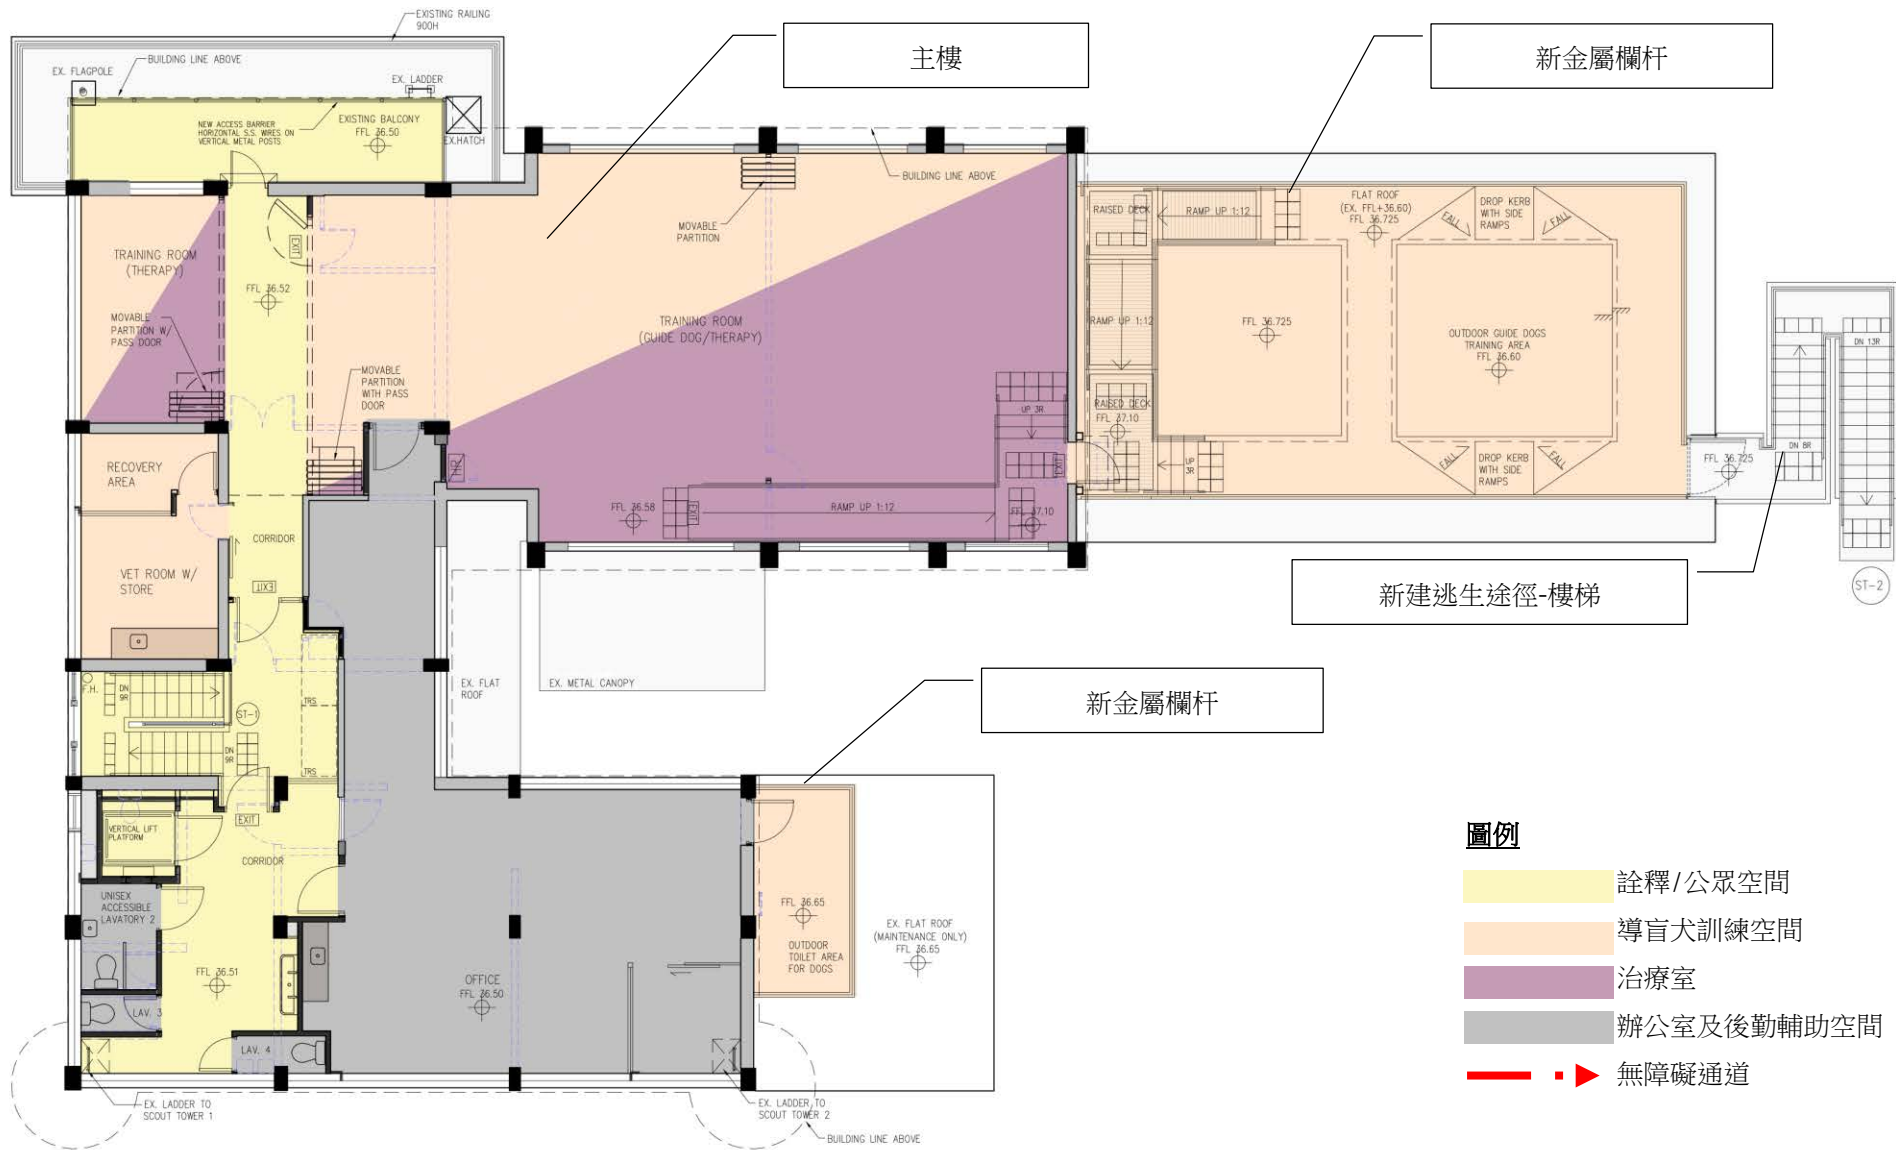 EXISTING RAILING
900H
BUILDING LINE ABOVE
EX. FLAGPOLE
EX. LADDER
主樓
新金屬欄杆
NEW ACCESS BARRIER
HORIZONTAL S.S. WIRES ON
VERTICAL METAL POSTS
EXISTING BALCONY
FFL 36.50
EX.HATCH
BUILDING LINE ABOVE
MOVABLE
PARTITION
RAISED DECK
RAMP UP 1:12
FLAT ROOF
(EX. FFL+36.60)
FFL 36.725
FALL
DROP KERB
WITH SIDE
RAMPS
FALL
TRAINING ROOM
(THERAPY)
EXIT
FFL 36.52
MOVABLE
PARTITION W/
PASS DOOR
TRAINING ROOM
(GUIDE DOG/THERAPY)
RAMP UP 1:12
FFL 36.725
OUTDOOR GUIDE DOGS
TRAINING AREA
FFL 36.60
DN 13R
MOVABLE
PARTITION
WITH PASS
DOOR
UP 3R
RAISED DECK
FFL 37.10
DN 8R
RECOVERY
AREA
HR
EXIT
UP
3R
FALL
DROP KERB
WITH SIDE
RAMPS
FALL
FFL 36.725
FFL 36.58
EXIT
RAMP UP 1:12
FFL 37.10
CORRIDOR
VET ROOM W/
STORE
EXIT
新建逃生途徑-樓梯
ST-2
F.H.
DN
9R
ST-1
TRS
EX. FLAT
ROOF
EX. METAL CANOPY
新金屬欄杆
DN
9R
TRS
VERTICAL LIFT
PLATFORM
EXIT
CORRIDOR
UNISEX
ACCESSIBLE
LAVATORY 2
FFL 36.51
LAV. 3
LAV. 4
OFFICE
FFL 36.50
FFL 36.65
OUTDOOR
TOILET AREA
FOR DOGS
EX. FLAT ROOF
(MAINTENANCE ONLY)
FFL 36.65
EX. LADDER TO
SCOUT TOWER 1
EX. LADDER TO
SCOUT TOWER 2
BUILDING LINE ABOVE
圖例
詮釋/公眾空間
導盲犬訓練空間
治療室
辦公室及後勤輔助空間
無障礙通道